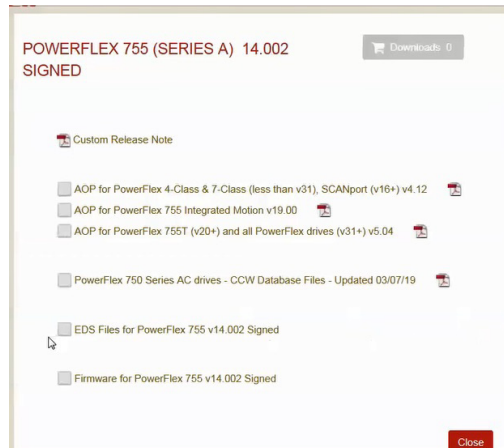 POWERFLEX 755 (SERIES A) 14.002
SIGNED
Downloads 0
Custom Release Note
AOP for PowerFlex 4-Class & 7-Class (less than v31), SCANport (v16+) v4.12
AOP for PowerFlex 755 Integrated Motion v19.00
AOP for PowerFlex 755T (v20+) and all PowerFlex drives (v31+) v5.04
PowerFlex 750 Series AC drives - CCW Database Files - Updated 03/07/19
EDS Files for PowerFlex 755 v14.002 Signed
Firmware for PowerFlex 755 v14.002 Signed
Close